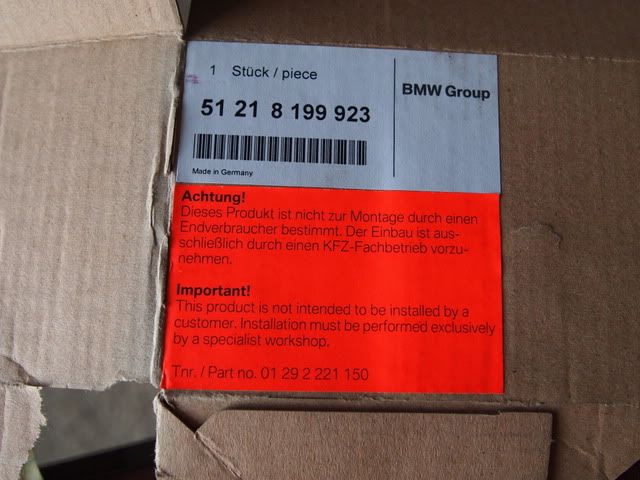 1 Stück / piece
BMW Group
51 21 8 199 923
Made in Germany
Achtung!
Dieses Produkt ist nicht zur Montage durch einen
Endverbraucher bestimmt. Der Einbau ist aus-
schließlich durch einen KFZ-Fachbetrieb vorzu-
nehmen.
Important!
This product is not intended to be installed by a
customer. Installation must be performed exclusively
by a specialist workshop.
Tnr. / Part no. 01 29 2 221 150